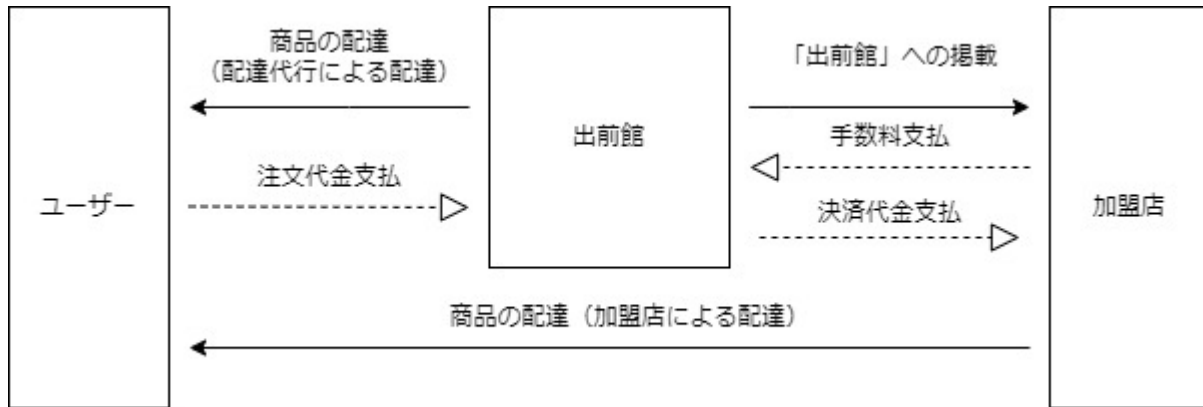 商品の配達
（配達代行による配達）
「出前館」への掲載
出前館
手数料支払
注文代金支払
ユーザー
決済代金支払
加盟店
商品の配達（加盟店による配達）